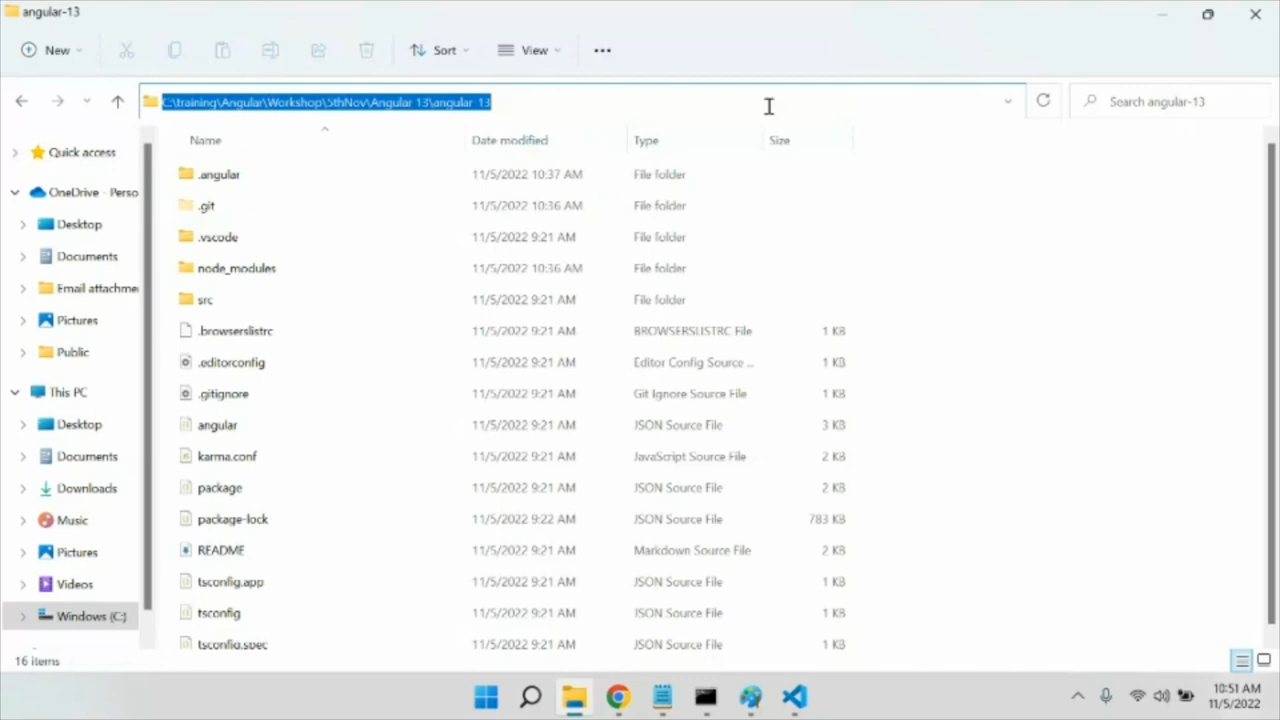 angular-13
New
Sort
View
C:\training\Angular\Workshop\5thNov\Angular 13\angular-13
Search angular-13
Name
Date modified
Type
Size
Quick access
OneDrive - Perso
Desktop
Documents
Email attachme
Pictures
Public
This PC
Desktop
Documents
Downloads
Music
Pictures
Videos
Windows (C:)
.angular 11/5/2022 10:37 AM File folder
.git 11/5/2022 10:36 AM File folder
.vscode 11/5/2022 9:21 AM File folder
node_modules 11/5/2022 10:36 AM File folder
src 11/5/2022 9:21 AM File folder
.browserslistrc 11/5/2022 9:21 AM BROWSERSLISTRC File 1 KB
.editorconfig 11/5/2022 9:21 AM Editor Config Source ... 1 KB
.gitignore 11/5/2022 9:21 AM Git Ignore Source File 1 KB
angular 11/5/2022 9:21 AM JSON Source File 3 KB
karma.conf 11/5/2022 9:21 AM JavaScript Source File 2 KB
package 11/5/2022 9:21 AM JSON Source File 2 KB
package-lock 11/5/2022 9:22 AM JSON Source File 783 KB
README 11/5/2022 9:21 AM Markdown Source File 2 KB
tsconfig.app 11/5/2022 9:21 AM JSON Source File 1 KB
tsconfig 11/5/2022 9:21 AM JSON Source File 1 KB
tsconfig.spec 11/5/2022 9:21 AM JSON Source File 1 KB
16 items
10:51 AM
11/5/2022